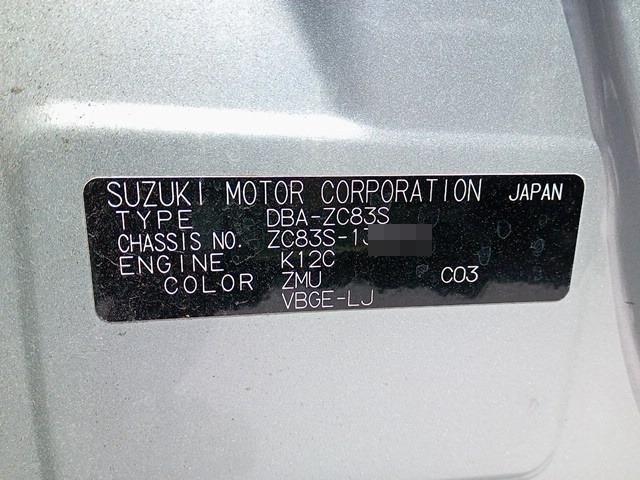 SUZUKI MOTOR CORPORATION JAPAN
TYPE DBA-ZC83S
CHASSIS NO. ZC83S-1
ENGINE K12C
COLOR ZMU C03
VBGE-LJ